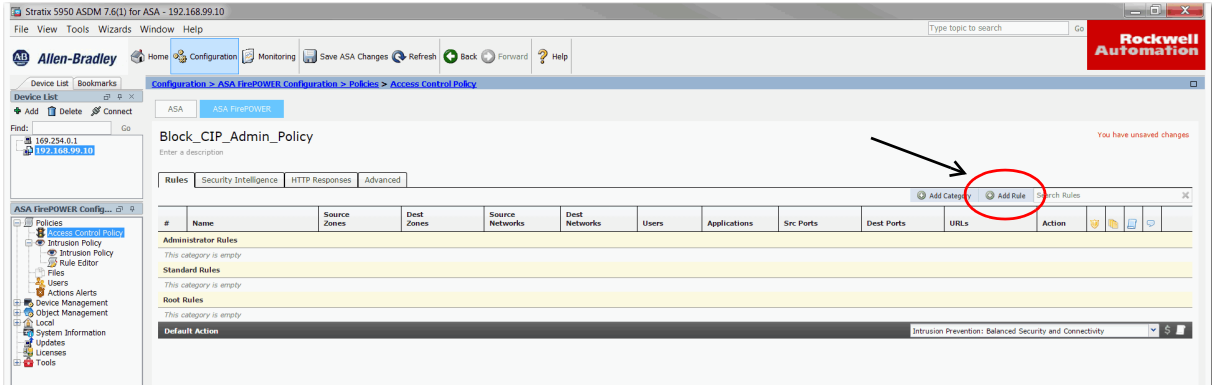 Stratix 5950 ASDM 7.6(1) for ASA - 192.168.99.10
File View Tools Wizards Window Help
Type topic to search Go
Rockwell
Automation
AB Allen-Bradley
Home Configuration Monitoring Save ASA Changes Refresh Back Forward Help
Device List Bookmarks
Configuration > ASA FirePOWER Configuration > Policies > Access Control Policy
Device List
Add Delete Connect
ASA ASA FirePOWER
Find: Go
169.254.0.1
192.168.99.10
Block_CIP_Admin_Policy
You have unsaved changes
Enter a description
Rules Security Intelligence HTTP Responses Advanced
Add Category Add Rule Search Rules
ASA FirePOWER Config...
Policies
Access Control Policy
Intrusion Policy
Intrusion Policy
Rule Editor
Files
Users
Actions Alerts
Device Management
Object Management
Local
System Information
Updates
Licenses
Tools
# Name Source Zones Dest Zones Source Networks Dest Networks Users Applications Src Ports Dest Ports URLs Action
Administrator Rules
This category is empty
Standard Rules
This category is empty
Root Rules
This category is empty
Default Action Intrusion Prevention: Balanced Security and Connectivity $